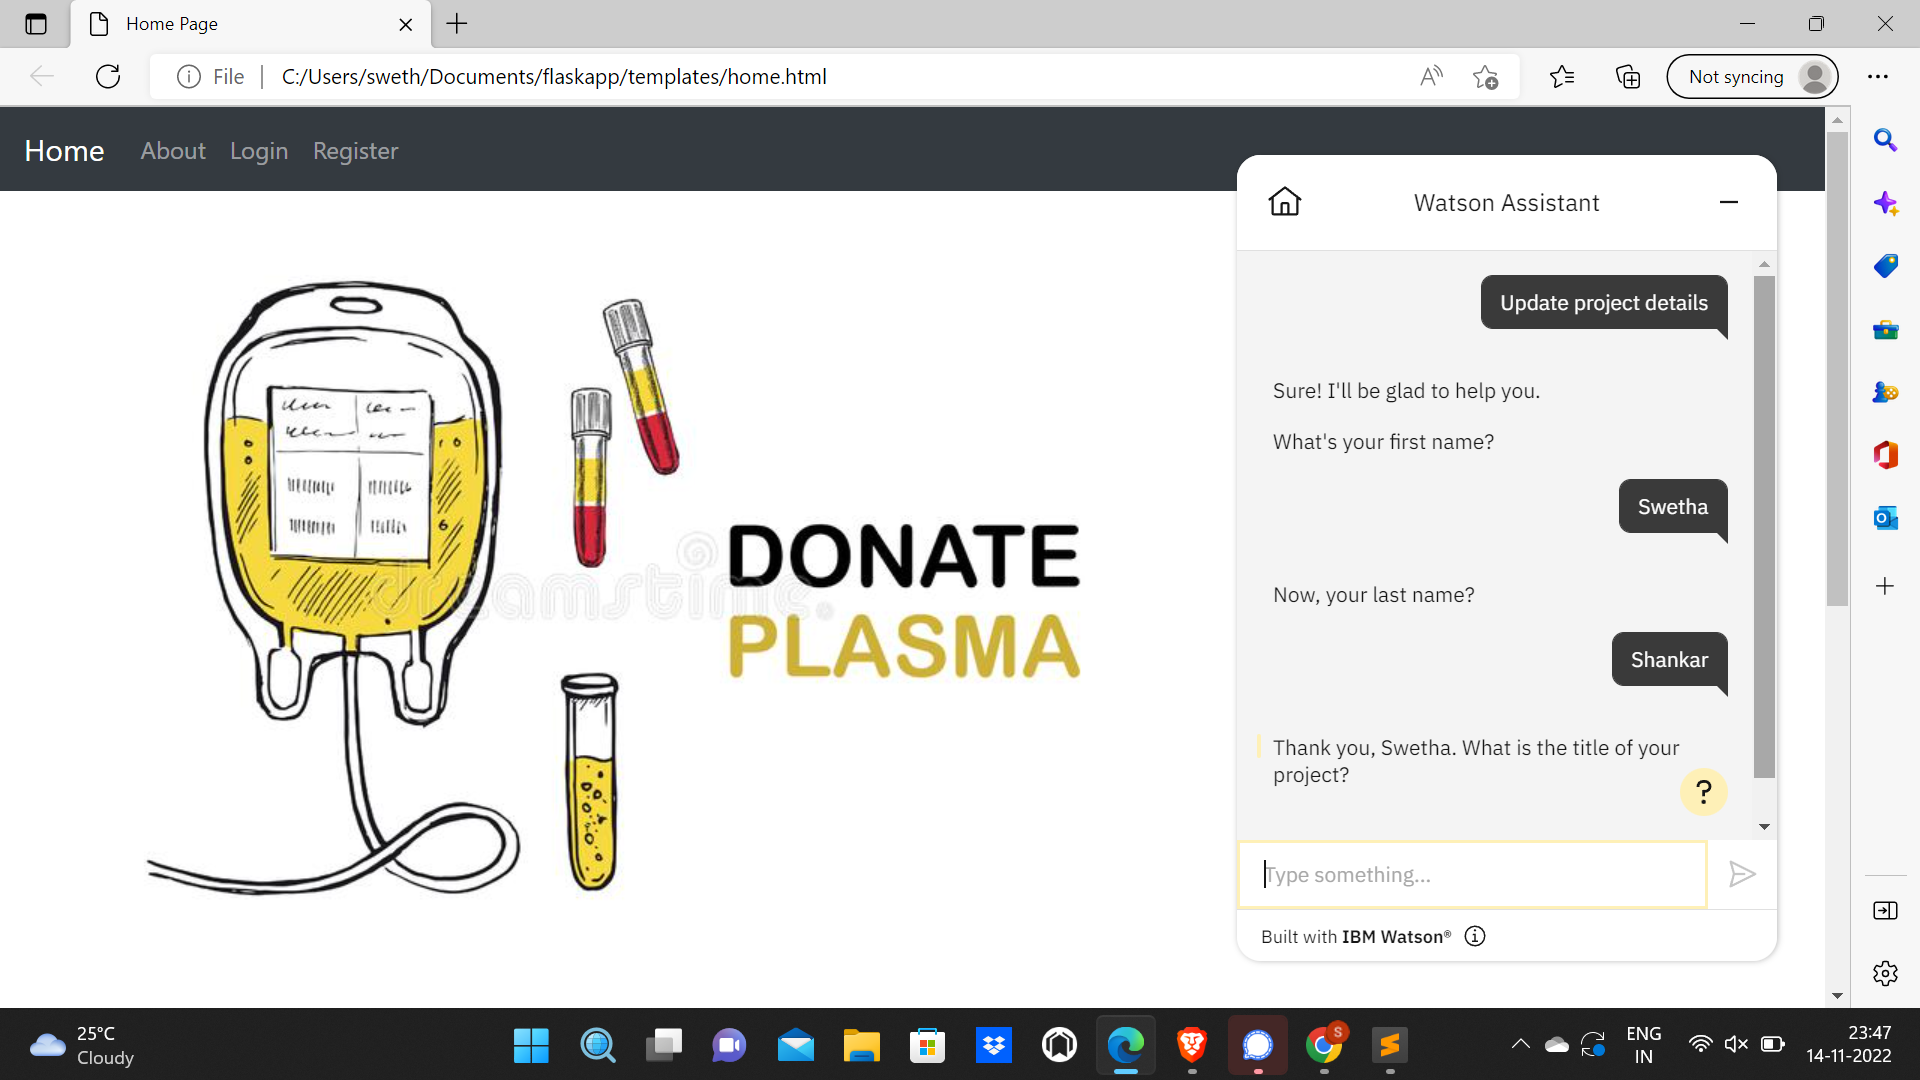 Home Page
File
C:/Users/sweth/Documents/flaskapp/templates/home.html
Not syncing
Home
About
Login
Register
Watson Assistant
Update project details
Sure! I'll be glad to help you.
What's your first name?
Swetha
Now, your last name?
Shankar
Thank you, Swetha. What is the title of your
project?
?
Type something...
Built with IBM Watson®
DONATE
PLASMA
dreamstime.
25°C
Cloudy
S
ENG
IN
23:47
14-11-2022